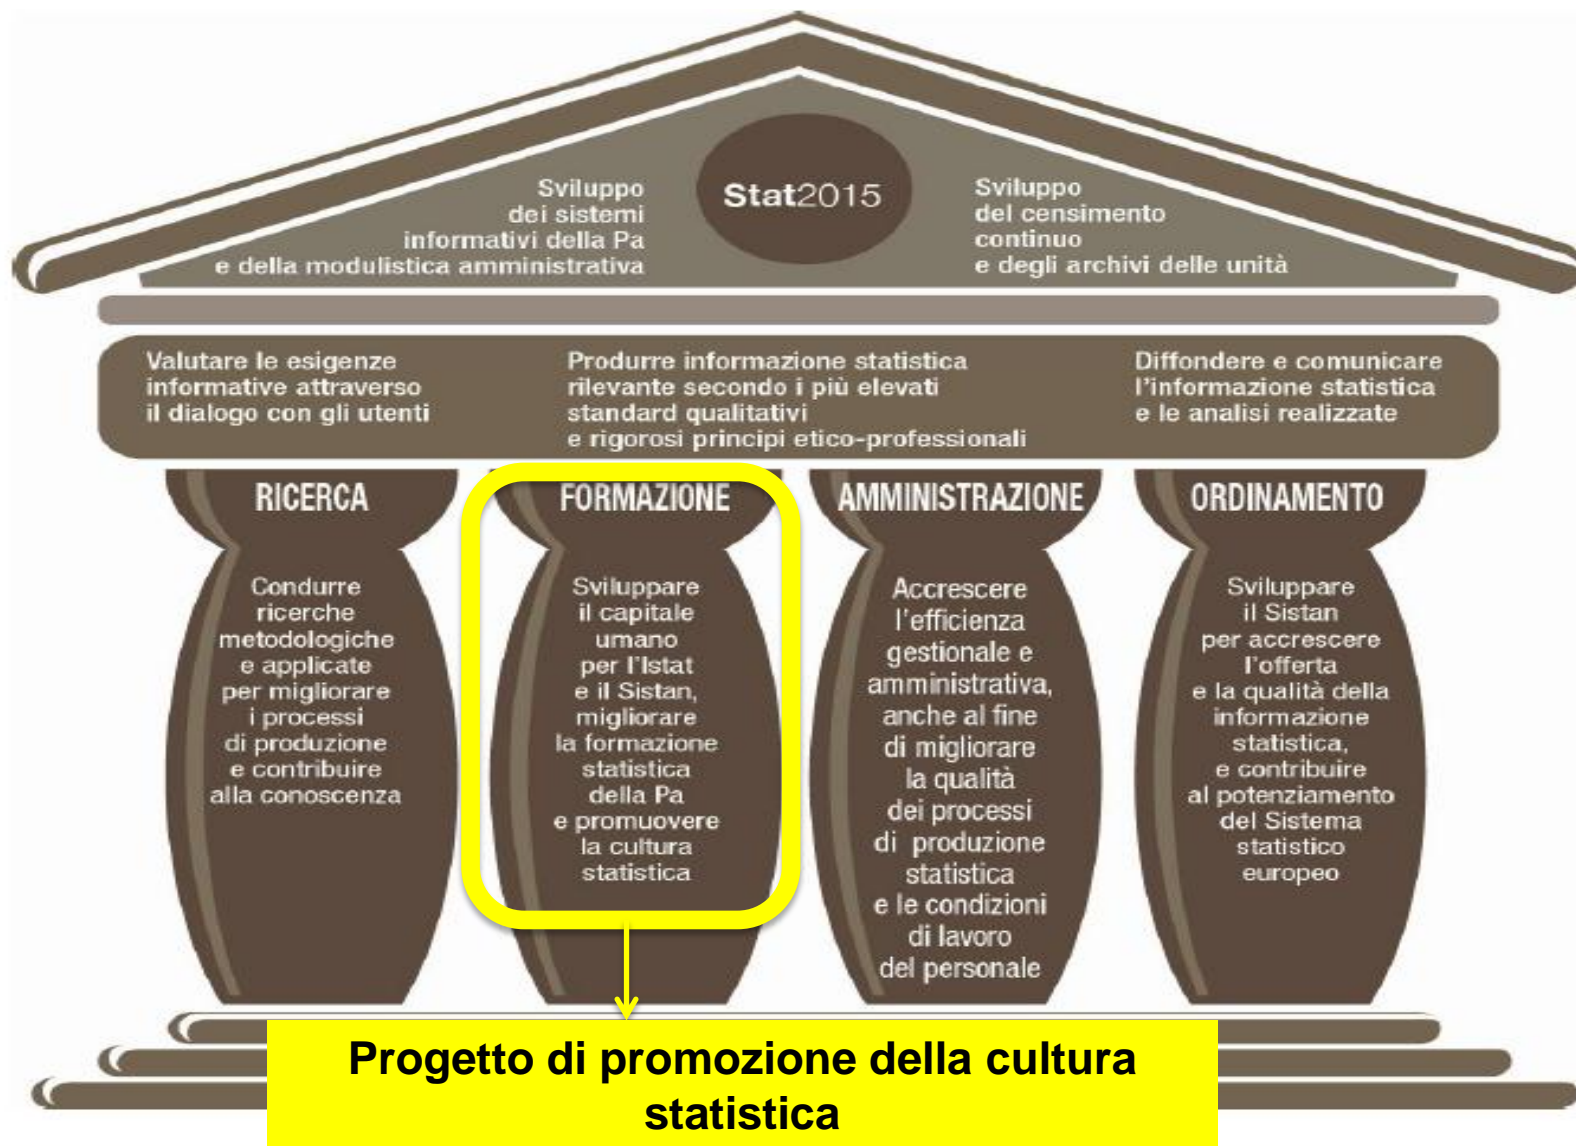 Stat2015
Sviluppo
dei sistemi
informativi della Pa
e della modulistica amministrativa
Sviluppo
del censimento
continuo
e degli archivi delle unità
Valutare le esigenze
informative attraverso
il dialogo con gli utenti
Produrre informazione statistica
rilevante secondo i più elevati
standard qualitativi
e rigorosi principi etico-professionali
Diffondere e comunicare
l'informazione statistica
e le analisi realizzate
RICERCA
Condurre
ricerche
metodologiche
e applicate
per migliorare
i processi
di produzione
e contribuire
alla conoscenza
FORMAZIONE
Sviluppare
il capitale
umano
per l'Istat
e il Sistan,
migliorare
la formazione
statistica
della Pa
e promuovere
la cultura
statistica
AMMINISTRAZIONE
Accrescere
l'efficienza
gestionale e
amministrativa,
anche al fine
di migliorare
la qualità
dei processi
di produzione
statistica
e le condizioni
di lavoro
del personale
ORDINAMENTO
Sviluppare
il Sistan
per accrescere
l'offerta
e la qualità della
informazione
statistica,
e contribuire
al potenziamento
del Sistema
statistico
europeo
Progetto di promozione della cultura
statistica